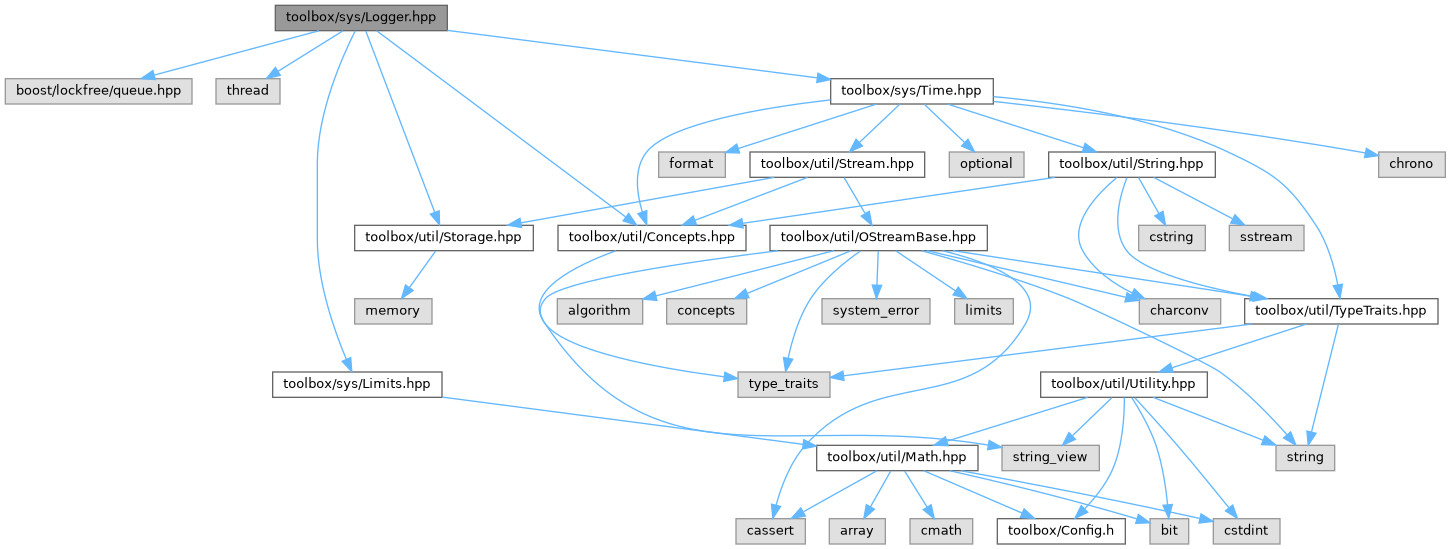 toolbox/sys/Logger.hpp
boost/lockfree/queue.hpp
thread
toolbox/sys/Time.hpp
format
toolbox/util/Stream.hpp
optional
toolbox/util/String.hpp
chrono
toolbox/util/Storage.hpp
toolbox/util/Concepts.hpp
toolbox/util/OStreamBase.hpp
cstring
sstream
memory
algorithm
concepts
system_error
limits
charconv
toolbox/util/TypeTraits.hpp
toolbox/sys/Limits.hpp
type_traits
toolbox/util/Utility.hpp
toolbox/util/Math.hpp
string_view
string
cassert
array
cmath
toolbox/Config.h
bit
cstdint